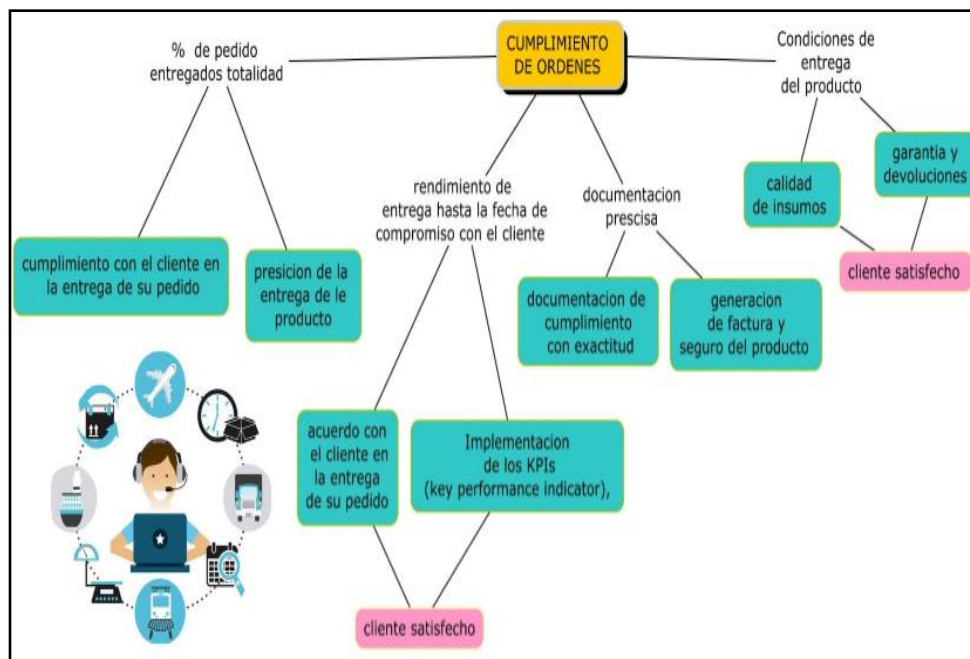 CUMPLIMIENTO
DE ORDENES
% de pedido
entregados totalidad
cumplimiento con el cliente en
la entrega de su pedido
presicion de la
entrega de le
producto
rendimiento de
entrega hasta la fecha de
compromiso con el cliente
acuerdo con
el cliente en
la entrega
de su pedido
Implementacion
de los KPIs
(key performance indicator),
cliente satisfecho
documentacion
prescisa
documentacion de
cumplimiento
con exactitud
generacion
de factura y
seguro del producto
Condiciones de
entrega
del producto
calidad
de insumos
garantia y
devoluciones
cliente satisfecho